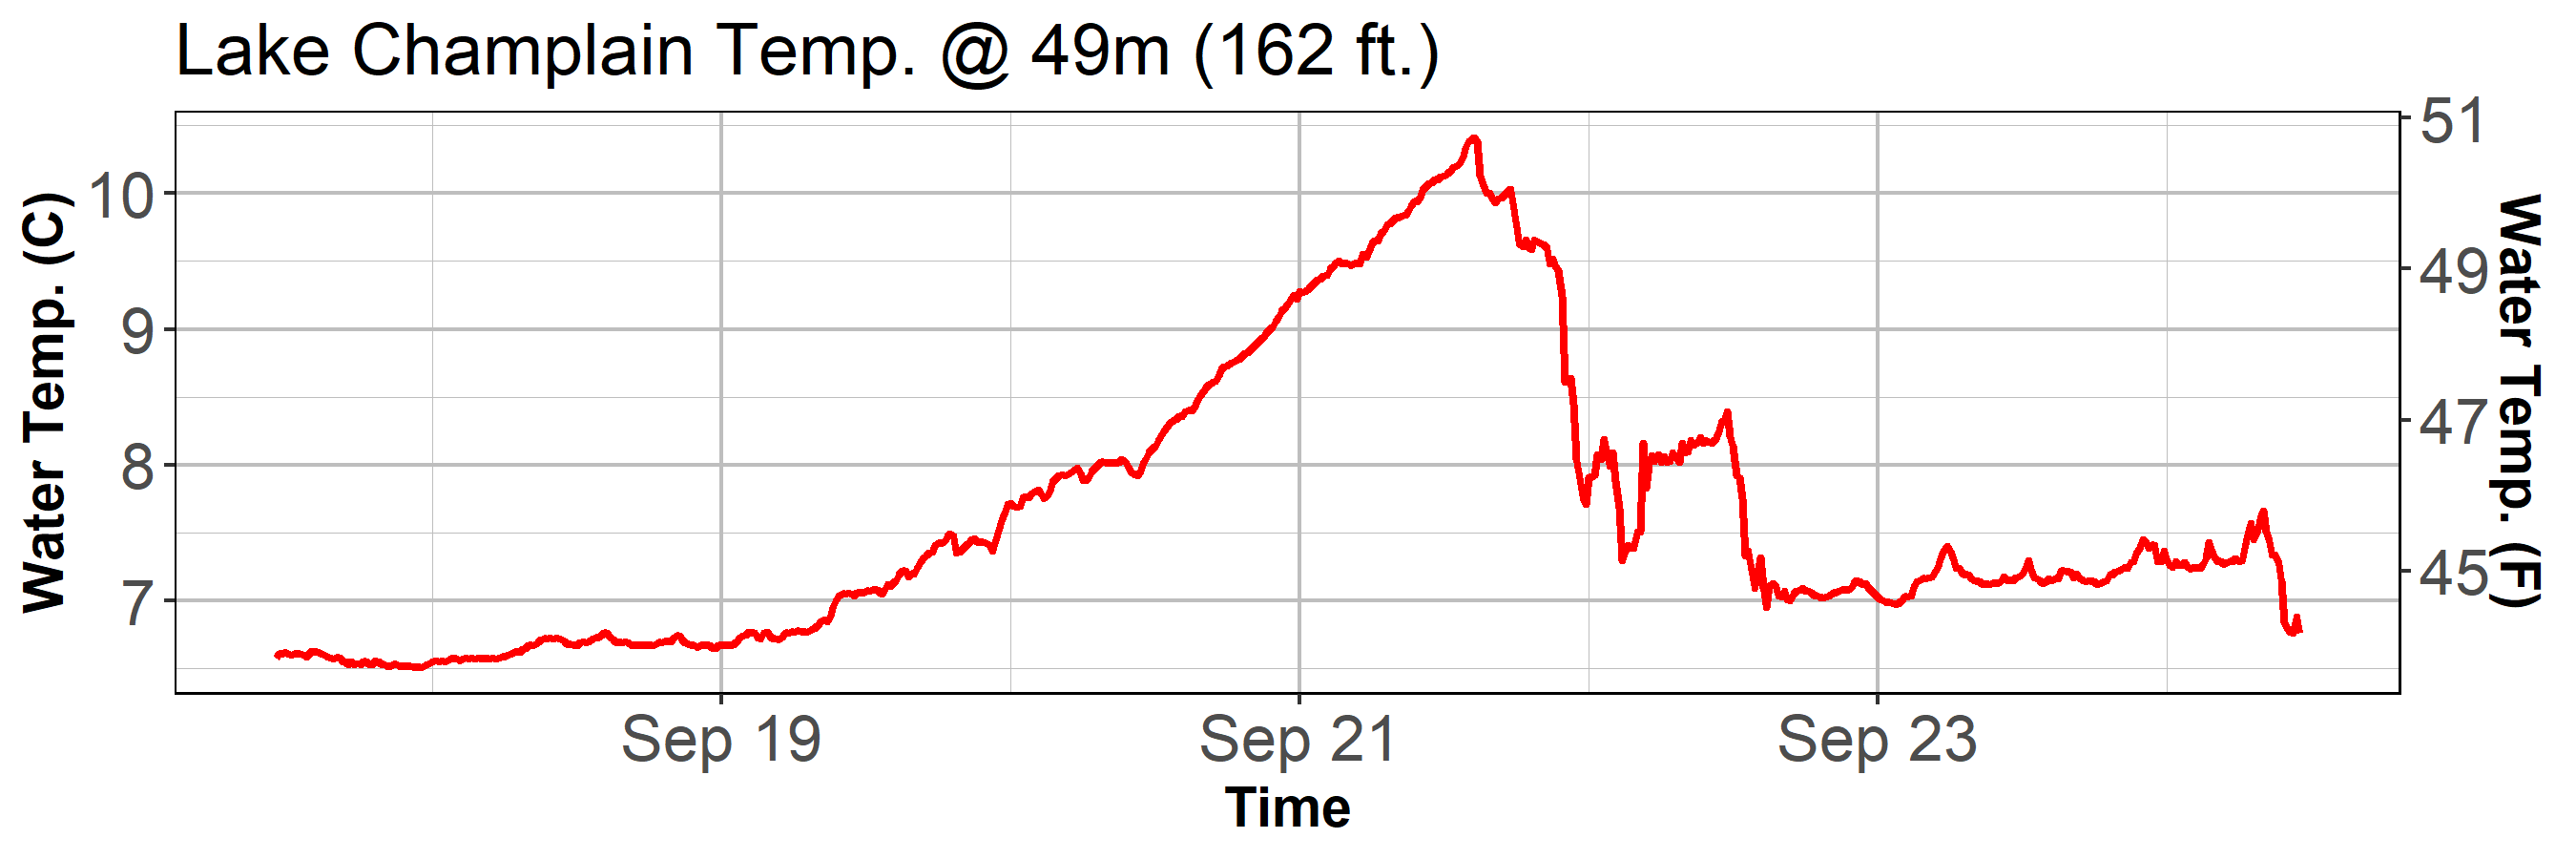 Lake Champlain Temp. @ 49m (162 ft.)
Water Temp. (C)
10
9
8
7
51
49
47
45
Water Temp. (F)
Sep 19
Sep 21
Sep 23
Time